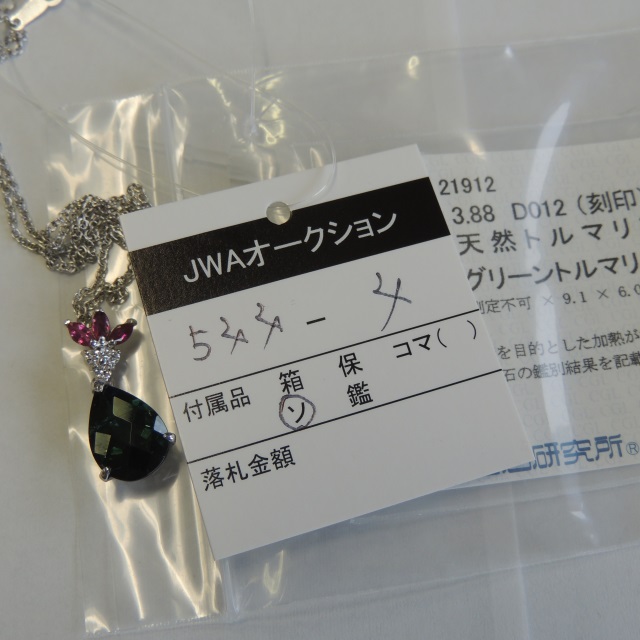 JWAオークション
544 - 4
付属品 箱 保 コマ( )
ソ 鑑
落札金額
21912
3.88 D012 (刻印
天然トルマリ
グリーントルマリ
定不可 × 9.1 × 6.0
を目的とした加熱が
石の鑑別結果を記載
研究所®